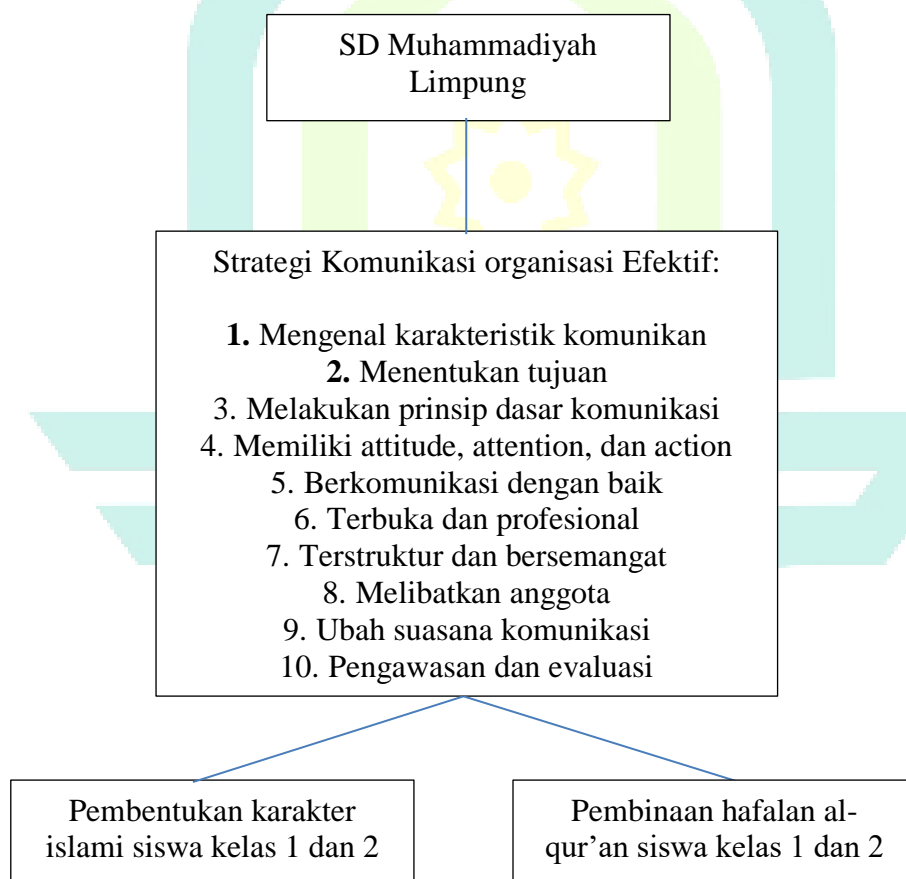 SD Muhammadiyah
Limpung
Strategi Komunikasi organisasi Efektif:
1. Mengenal karakteristik komunikan
2. Menentukan tujuan
3. Melakukan prinsip dasar komunikasi
4. Memiliki attitude, attention, dan action
5. Berkomunikasi dengan baik
6. Terbuka dan profesional
7. Terstruktur dan bersemangat
8. Melibatkan anggota
9. Ubah suasana komunikasi
10. Pengawasan dan evaluasi
Pembentukan karakter
islami siswa kelas 1 dan 2
Pembinaan hafalan al-
qur’an siswa kelas 1 dan 2